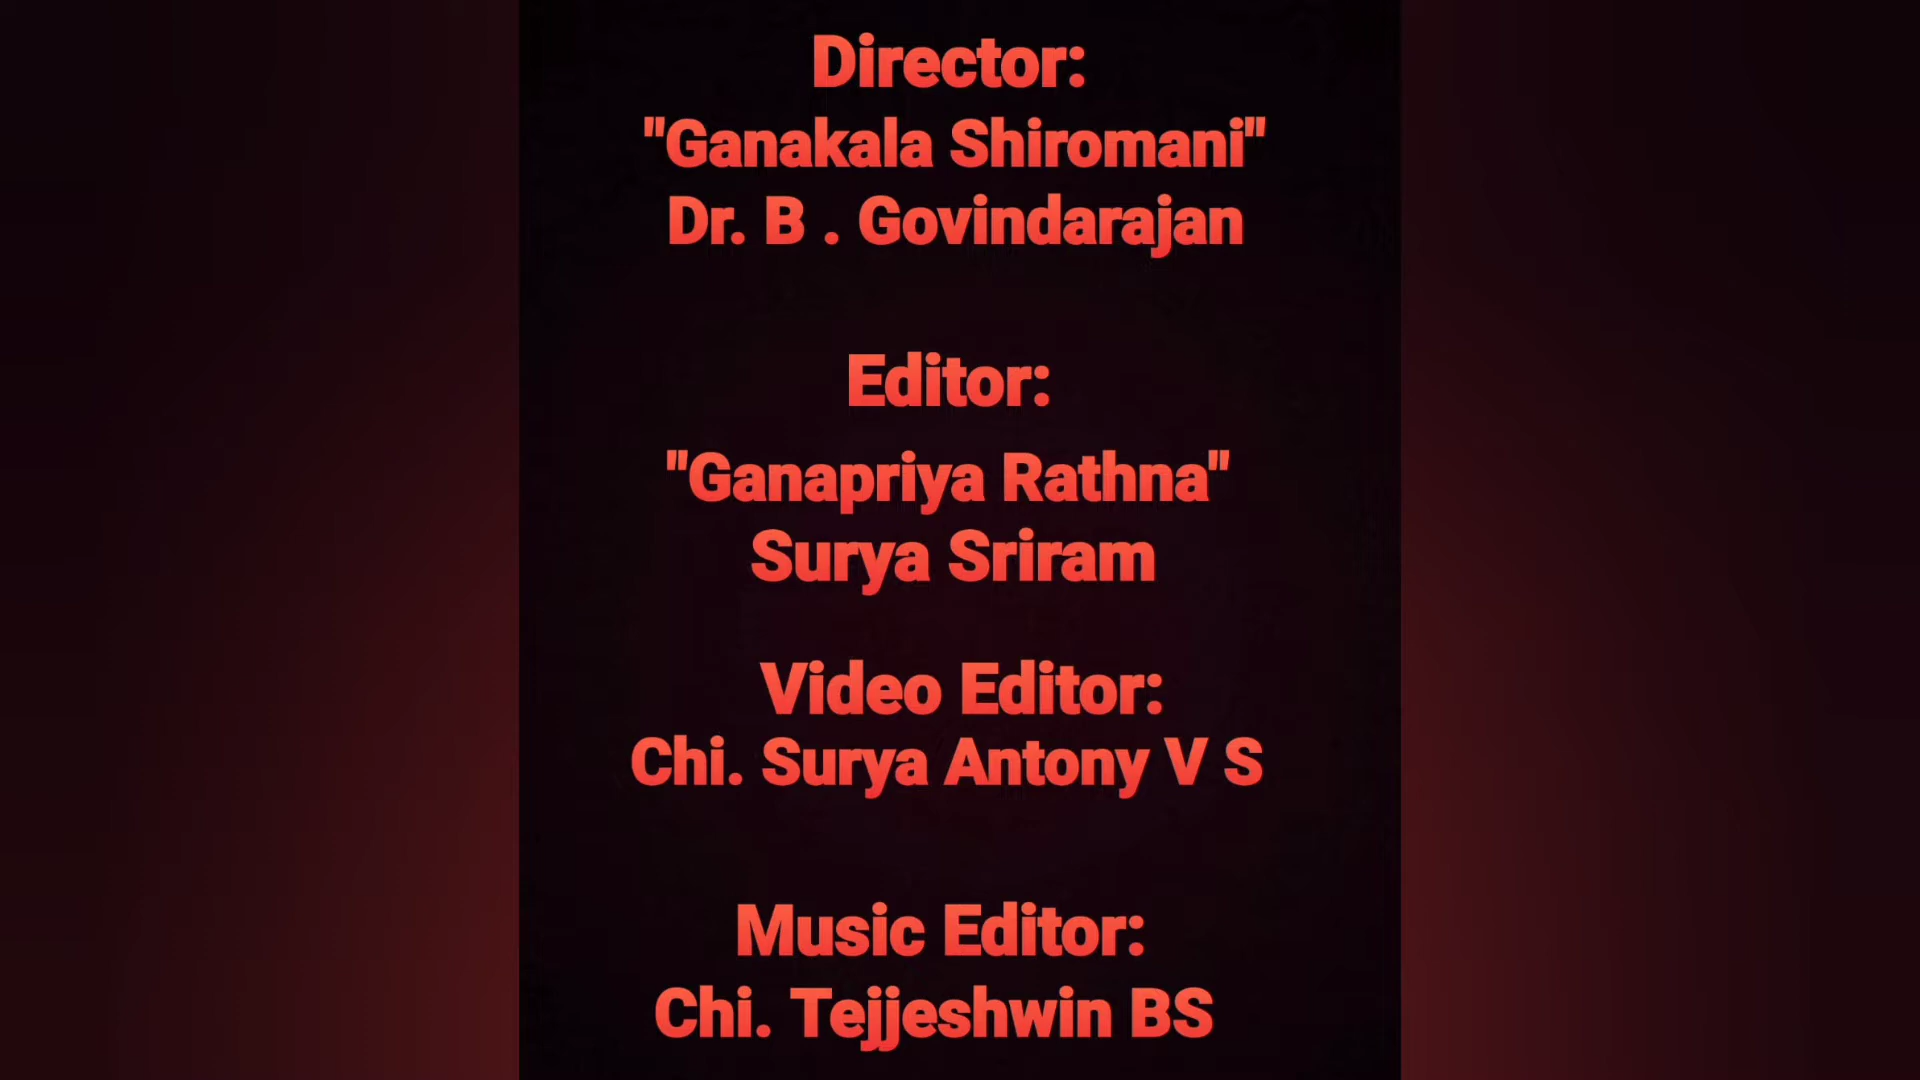 Director:
"Ganakala Shiromani"
Dr. B . Govindarajan
Editor:
"Ganapriya Rathna"
Surya Sriram
Video Editor:
Chi. Surya Antony V S
Music Editor:
Chi. Tejjeshwin BS